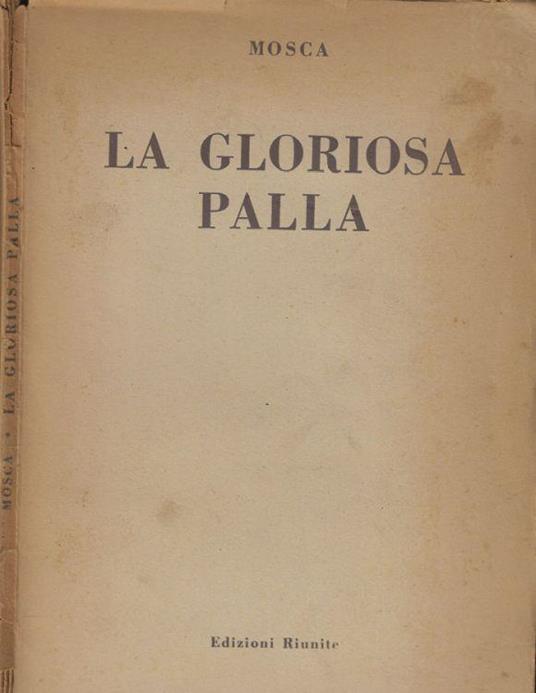 MOSCA
LA GLORIOSA
PALLA
Edizioni Riunite
MOSCA • LA GLORIOSA PALLA